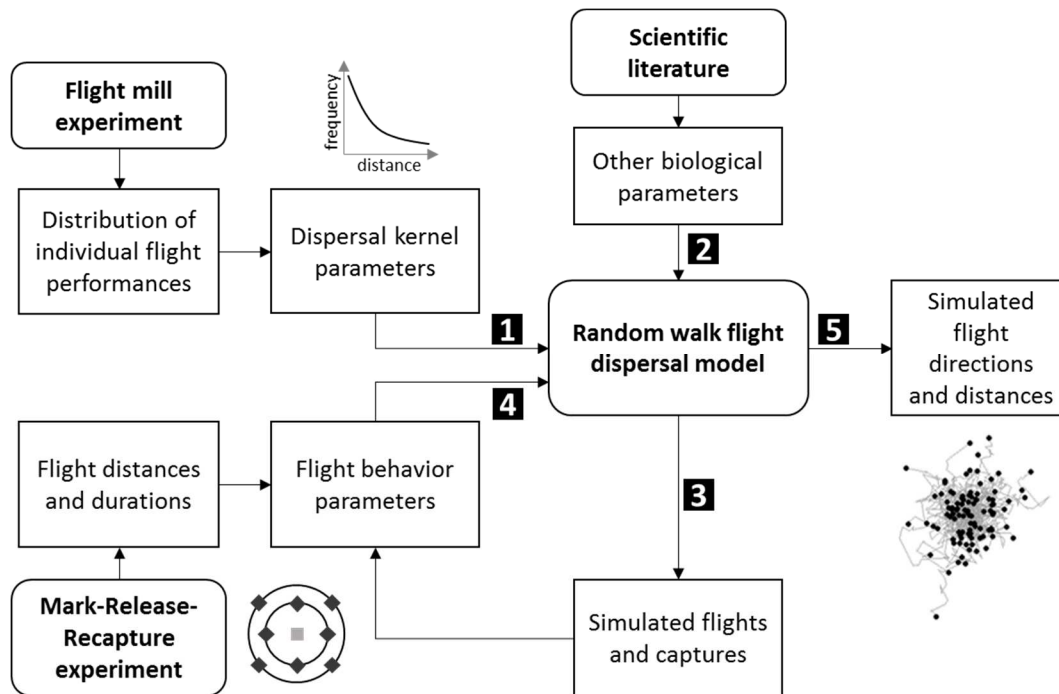 Scientific
literature
Flight mill
experiment
frequency
distance
Other biological
parameters
Distribution of
individual flight
performances
Dispersal kernel
parameters
2
1
Random walk flight
dispersal model
5
Simulated
flight
directions
and distances
4
Flight distances
and durations
Flight behavior
parameters
3
Mark-Release-
Recapture
experiment
Simulated flights
and captures